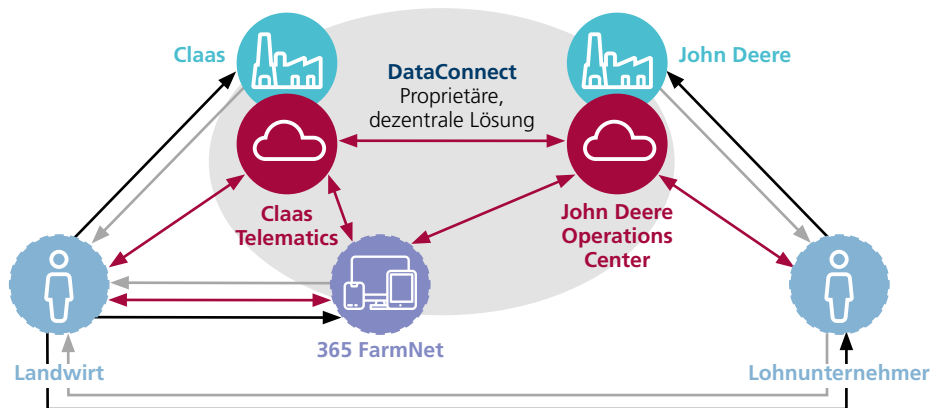 Claas
John Deere
DataConnect
Proprietäre,
dezentrale Lösung
Claas
Telematics
John Deere
Operations
Center
365 FarmNet
Landwirt
Lohnunternehmer